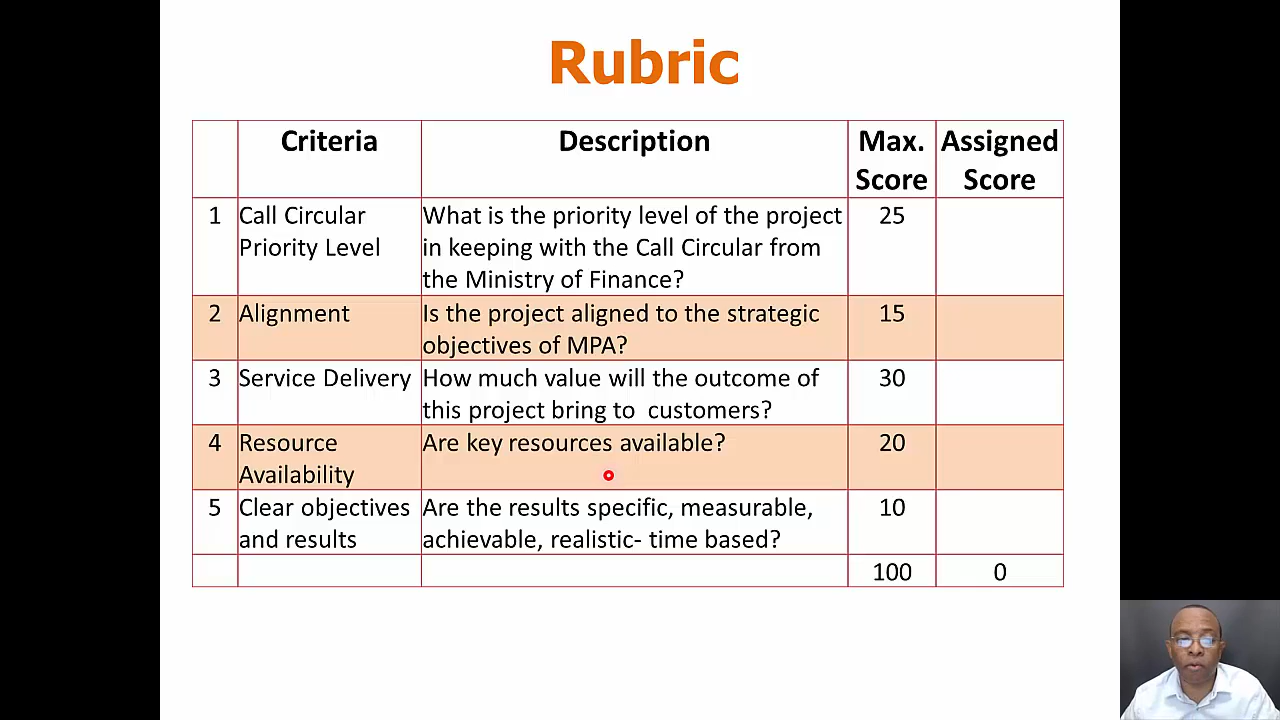 Rubric
Criteria Description Max. Score Assigned Score
1 Call Circular Priority Level What is the priority level of the project in keeping with the Call Circular from the Ministry of Finance? 25
2 Alignment Is the project aligned to the strategic objectives of MPA? 15
3 Service Delivery How much value will the outcome of this project bring to customers? 30
4 Resource Availability Are key resources available? 20
5 Clear objectives and results Are the results specific, measurable, achievable, realistic- time based? 10
100 0